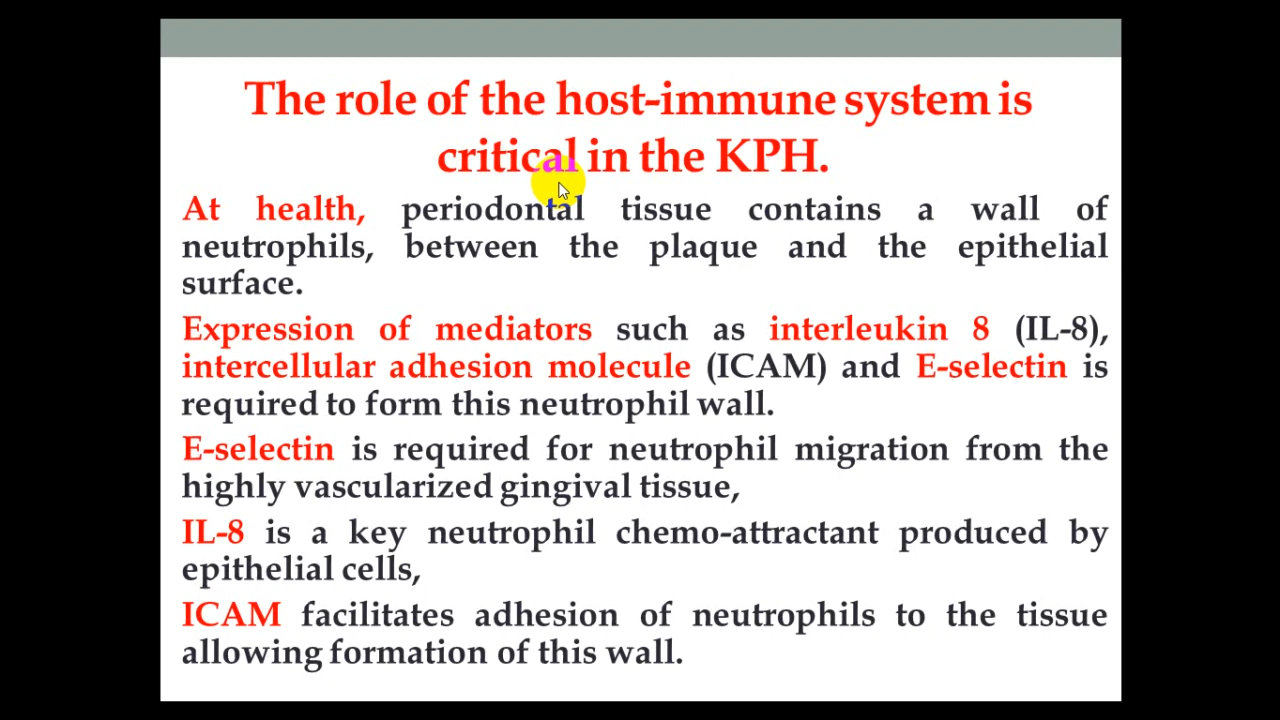 The role of the host-immune system is
critical in the KPH.
At health, periodontal tissue contains a wall of
neutrophils, between the plaque and the epithelial
surface.
Expression of mediators such as interleukin 8 (IL-8),
intercellular adhesion molecule (ICAM) and E-selectin is
required to form this neutrophil wall.
E-selectin is required for neutrophil migration from the
highly vascularized gingival tissue,
IL-8 is a key neutrophil chemo-attractant produced by
epithelial cells,
ICAM facilitates adhesion of neutrophils to the tissue
allowing formation of this wall.